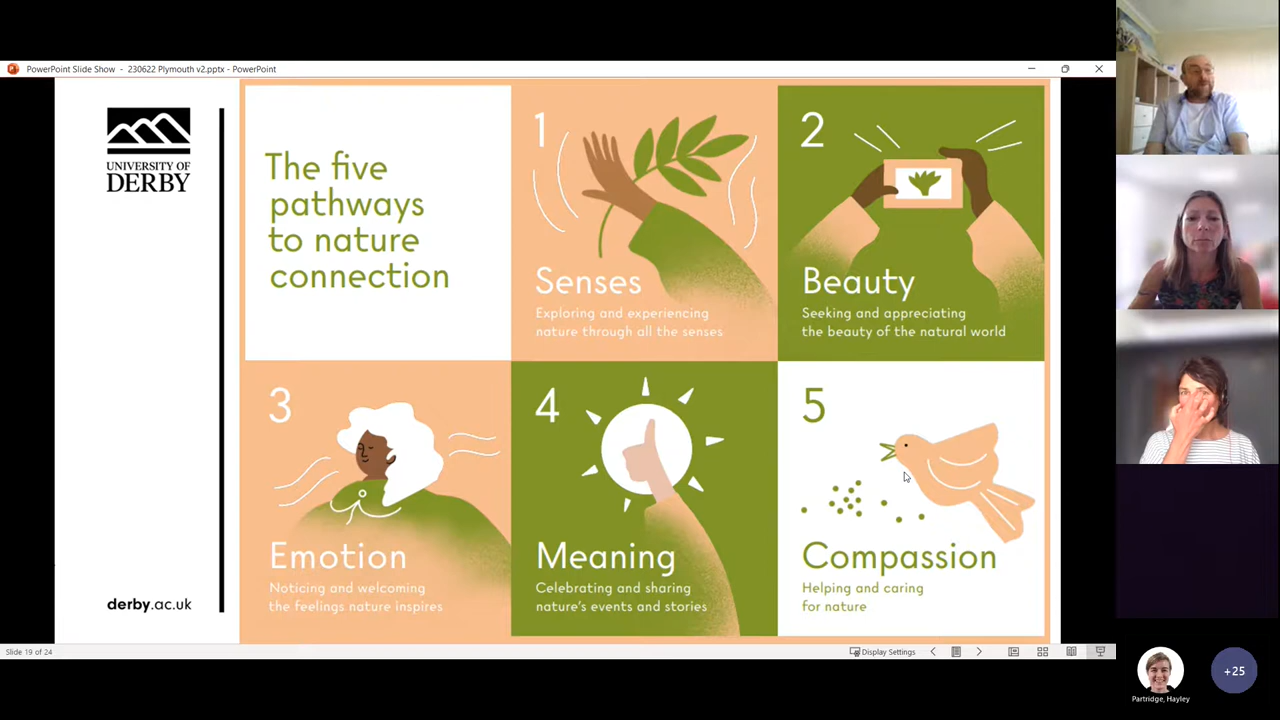 PowerPoint Slide Show - 230622 Plymouth v2.pptx - PowerPoint
UNIVERSITY OF
DERBY
The five
pathways
to nature
connection
1
Senses
Exploring and experiencing
nature through all the senses
2
Beauty
Seeking and appreciating
the beauty of the natural world
3
Emotion
Noticing and welcoming
the feelings nature inspires
4
Meaning
Celebrating and sharing
nature's events and stories
5
Compassion
Helping and caring
for nature
derby.ac.uk
Slide 19 of 24
Display Settings
Partridge, Hayley
+25